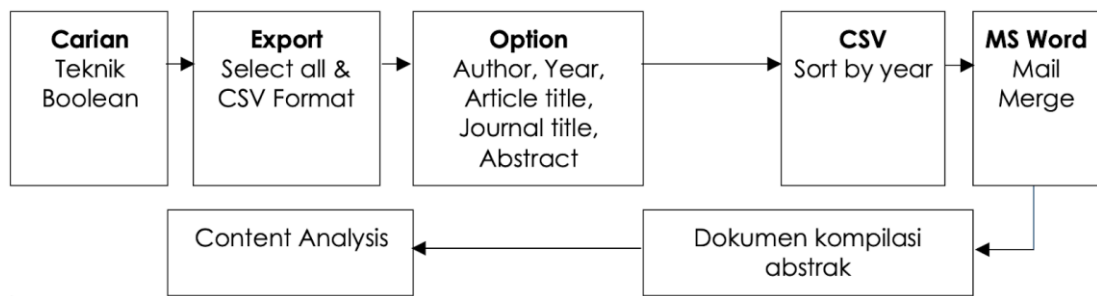 Carian
Teknik
Boolean
Export
Select all &
CSV Format
Option
Author, Year,
Article title,
Journal title,
Abstract
CSV
Sort by year
MS Word
Mail
Merge
Content Analysis
Dokumen kompilasi
abstrak